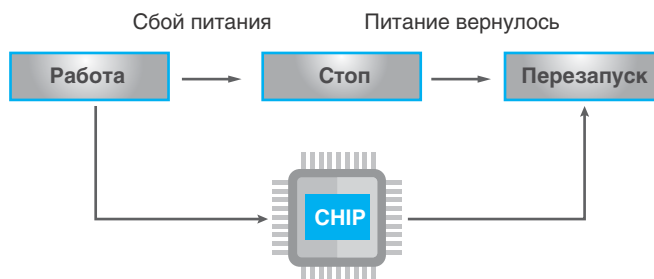 Сбой питания
Питание вернулось
Работа
Стоп
Перезапуск
CHIP